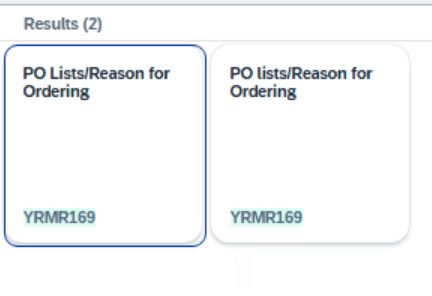 Results (2)
PO Lists/Reason for
Ordering
YRMR169
PO lists/Reason for
Ordering
YRMR169